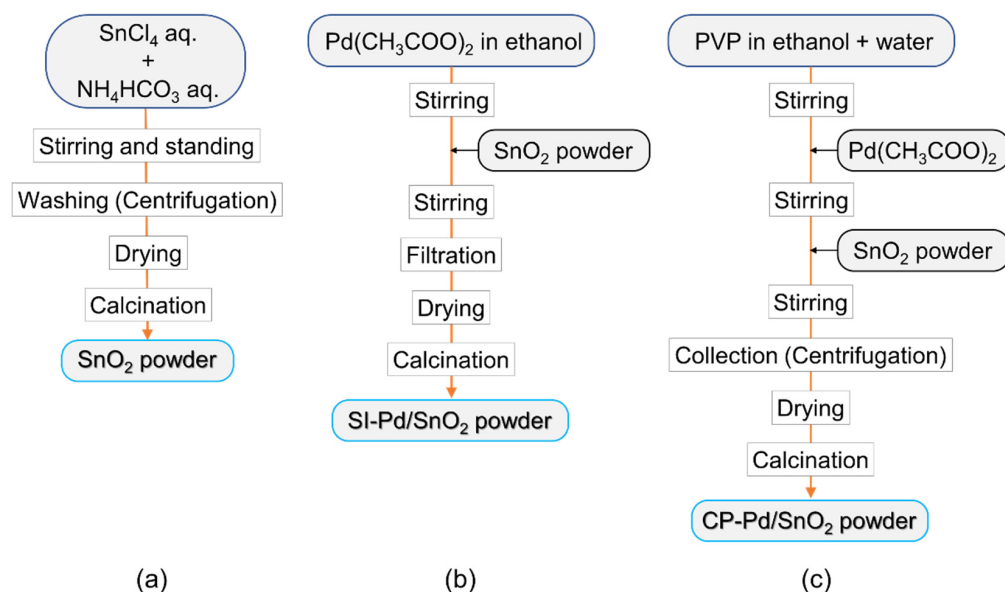 SnCl₄ aq.
+
NH₄HCO₃ aq.
Stirring and standing
Washing (Centrifugation)
Drying
Calcination
SnO₂ powder
(a)
Pd(CH₃COO)₂ in ethanol
Stirring
SnO₂ powder
Stirring
Filtration
Drying
Calcination
SI-Pd/SnO₂ powder
(b)
PVP in ethanol + water
Stirring
Pd(CH₃COO)₂
Stirring
SnO₂ powder
Stirring
Collection (Centrifugation)
Drying
Calcination
CP-Pd/SnO₂ powder
(c)